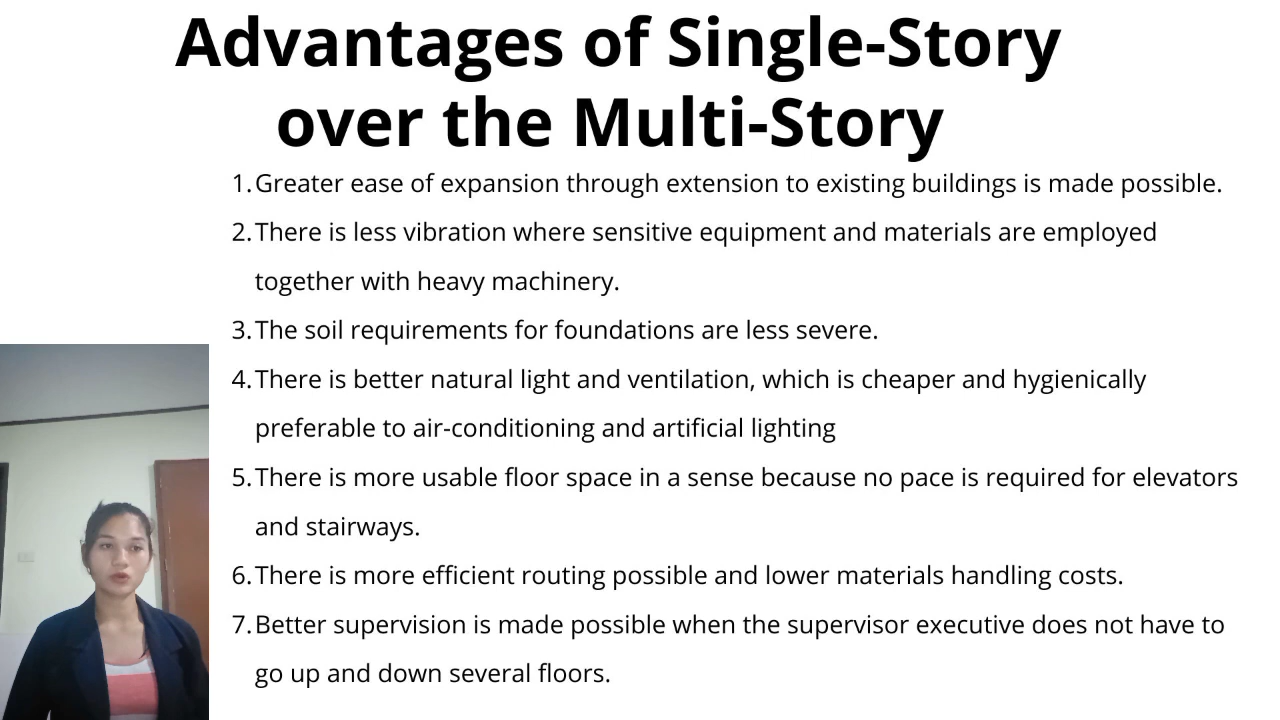 Advantages of Single-Story
over the Multi-Story
1. Greater ease of expansion through extension to existing buildings is made possible.
2. There is less vibration where sensitive equipment and materials are employed
together with heavy machinery.
3. The soil requirements for foundations are less severe.
4. There is better natural light and ventilation, which is cheaper and hygienically
preferable to air-conditioning and artificial lighting
5. There is more usable floor space in a sense because no pace is required for elevators
and stairways.
6. There is more efficient routing possible and lower materials handling costs.
7. Better supervision is made possible when the supervisor executive does not have to
go up and down several floors.